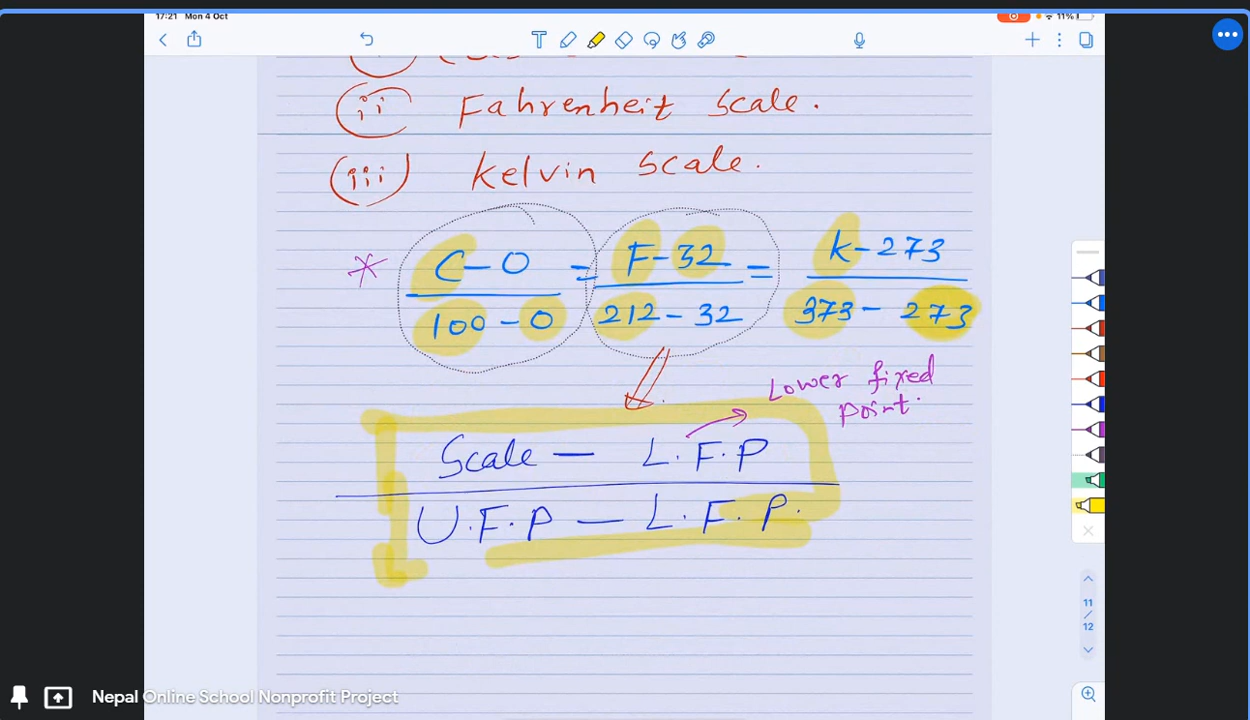 17:21 Mon 4 Oct
11%
(ii) Fahrenheit Scale.
(iii) Kelvin Scale.
* C-0 = F-32 = K-273
100-0 212-32 373-273
Lower fixed
point.
Scale - L.F.P
U.F.P - L.F.P.
11
/
12
Nepal Online School Nonprofit Project